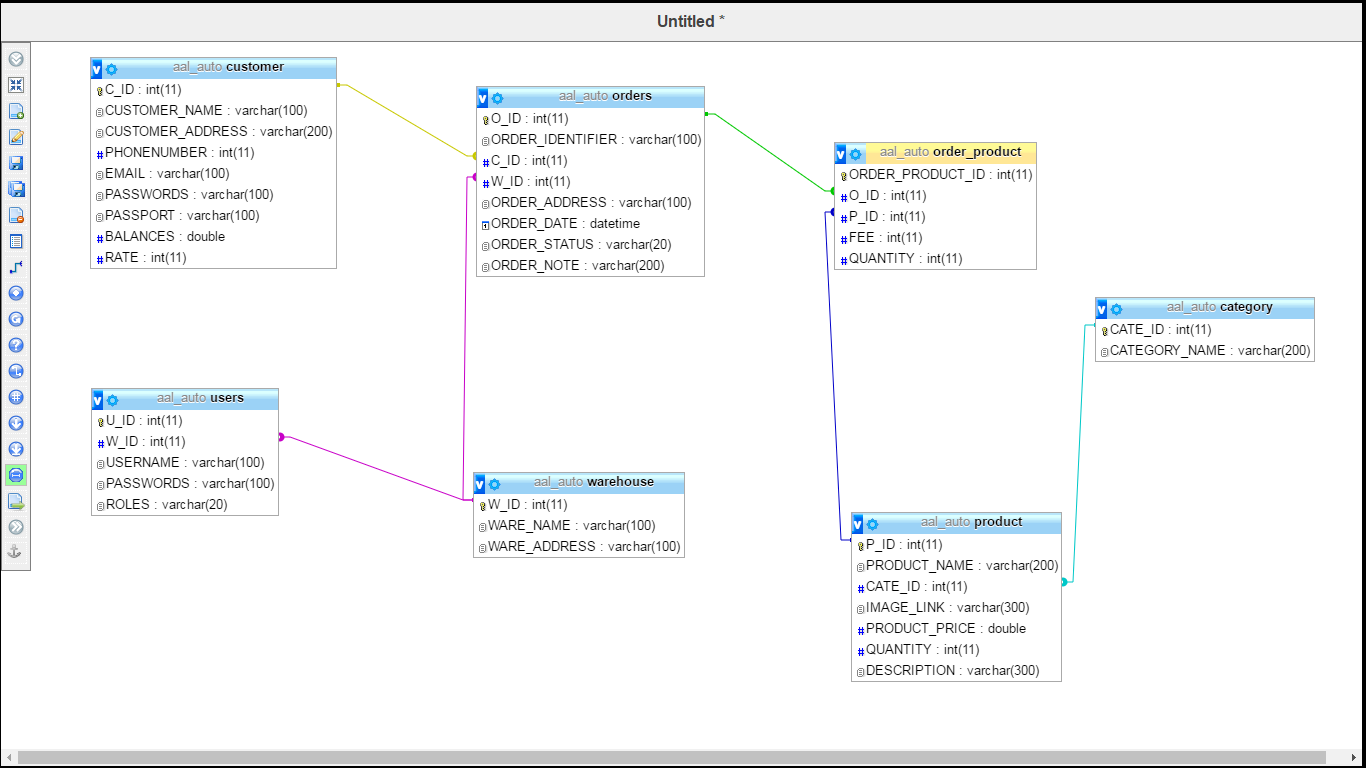 Untitled *
aal_auto customer
C_ID : int(11)
CUSTOMER_NAME : varchar(100)
CUSTOMER_ADDRESS : varchar(200)
PHONENUMBER : int(11)
EMAIL : varchar(100)
PASSWORDS : varchar(100)
PASSPORT : varchar(100)
BALANCES : double
RATE : int(11)
aal_auto orders
O_ID : int(11)
ORDER_IDENTIFIER : varchar(100)
C_ID : int(11)
W_ID : int(11)
ORDER_ADDRESS : varchar(100)
ORDER_DATE : datetime
ORDER_STATUS : varchar(20)
ORDER_NOTE : varchar(200)
aal_auto order_product
ORDER_PRODUCT_ID : int(11)
O_ID : int(11)
P_ID : int(11)
FEE : int(11)
QUANTITY : int(11)
aal_auto category
CATE_ID : int(11)
CATEGORY_NAME : varchar(200)
aal_auto users
U_ID : int(11)
W_ID : int(11)
USERNAME : varchar(100)
PASSWORDS : varchar(100)
ROLES : varchar(20)
aal_auto warehouse
W_ID : int(11)
WARE_NAME : varchar(100)
WARE_ADDRESS : varchar(100)
aal_auto product
P_ID : int(11)
PRODUCT_NAME : varchar(200)
CATE_ID : int(11)
IMAGE_LINK : varchar(300)
PRODUCT_PRICE : double
QUANTITY : int(11)
DESCRIPTION : varchar(300)